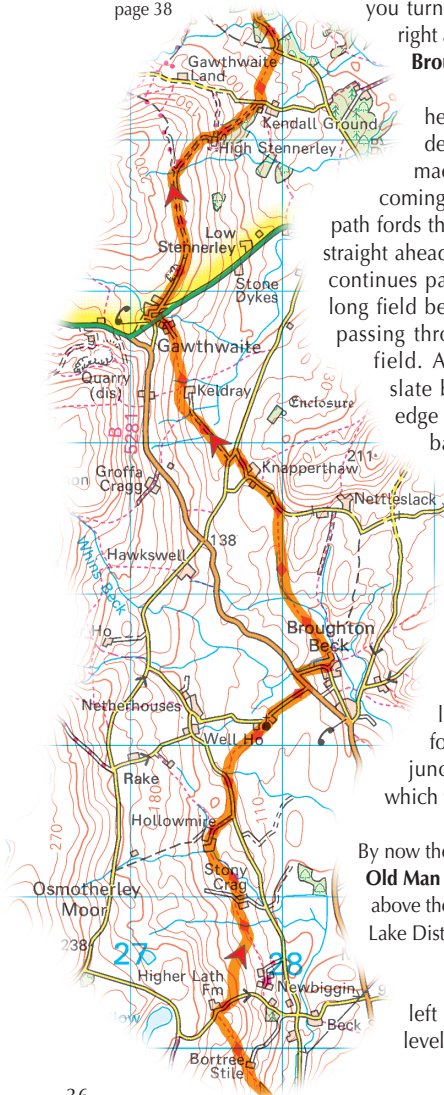 page 38
you turn
right a
Brou
he
de
mac
coming
path fords th
straight ahead
continues pa
long field be
passing thro
field. A
slate b
edge
ba
Gawthwaite
Land
Kendall Ground
High Stennerley
Low
Stennerley
Stone
Dykes
Gawthwaite
Quarry
(dis)
B 5281
Keldray
Enclosure
211
Groffa
Cragg
Knapperthaw
Nettleslack
138
Hawkswell
Whins Beck
Ho
Broughton
Beck
Netherhouses
Well Ho
Rake
180
110
Hollowmire
270
Stony
Crag
Osmotherley
Moor
238
27
28
Higher Lath
Fm
Newbiggin
Beck
Bortree
Stile
l
fo
junc
which
By now the
Old Man
above the
Lake Dist
left
level
36